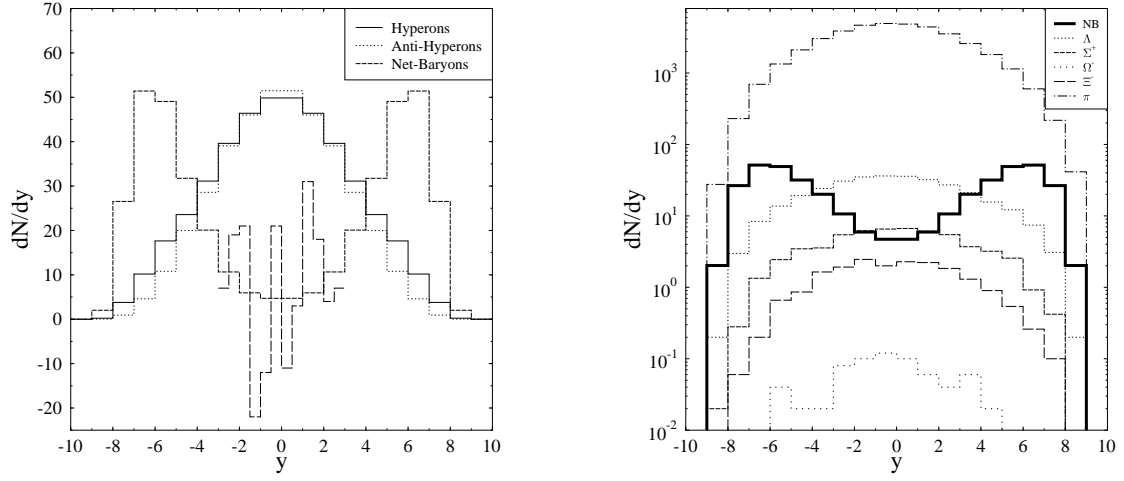 70
60
50
40
30
20
10
0
-10
-20
-10 -8 -6 -4 -2 0 2 4 6 8 10
y
dN/dy
Hyperons
Anti-Hyperons
Net-Baryons
10³
10²
10¹
10⁰
10⁻¹
10⁻²
-10 -8 -6 -4 -2 0 2 4 6 8 10
y
dN/dy
NB
Λ
Σ⁺
Ω⁻
Ξ⁻
π